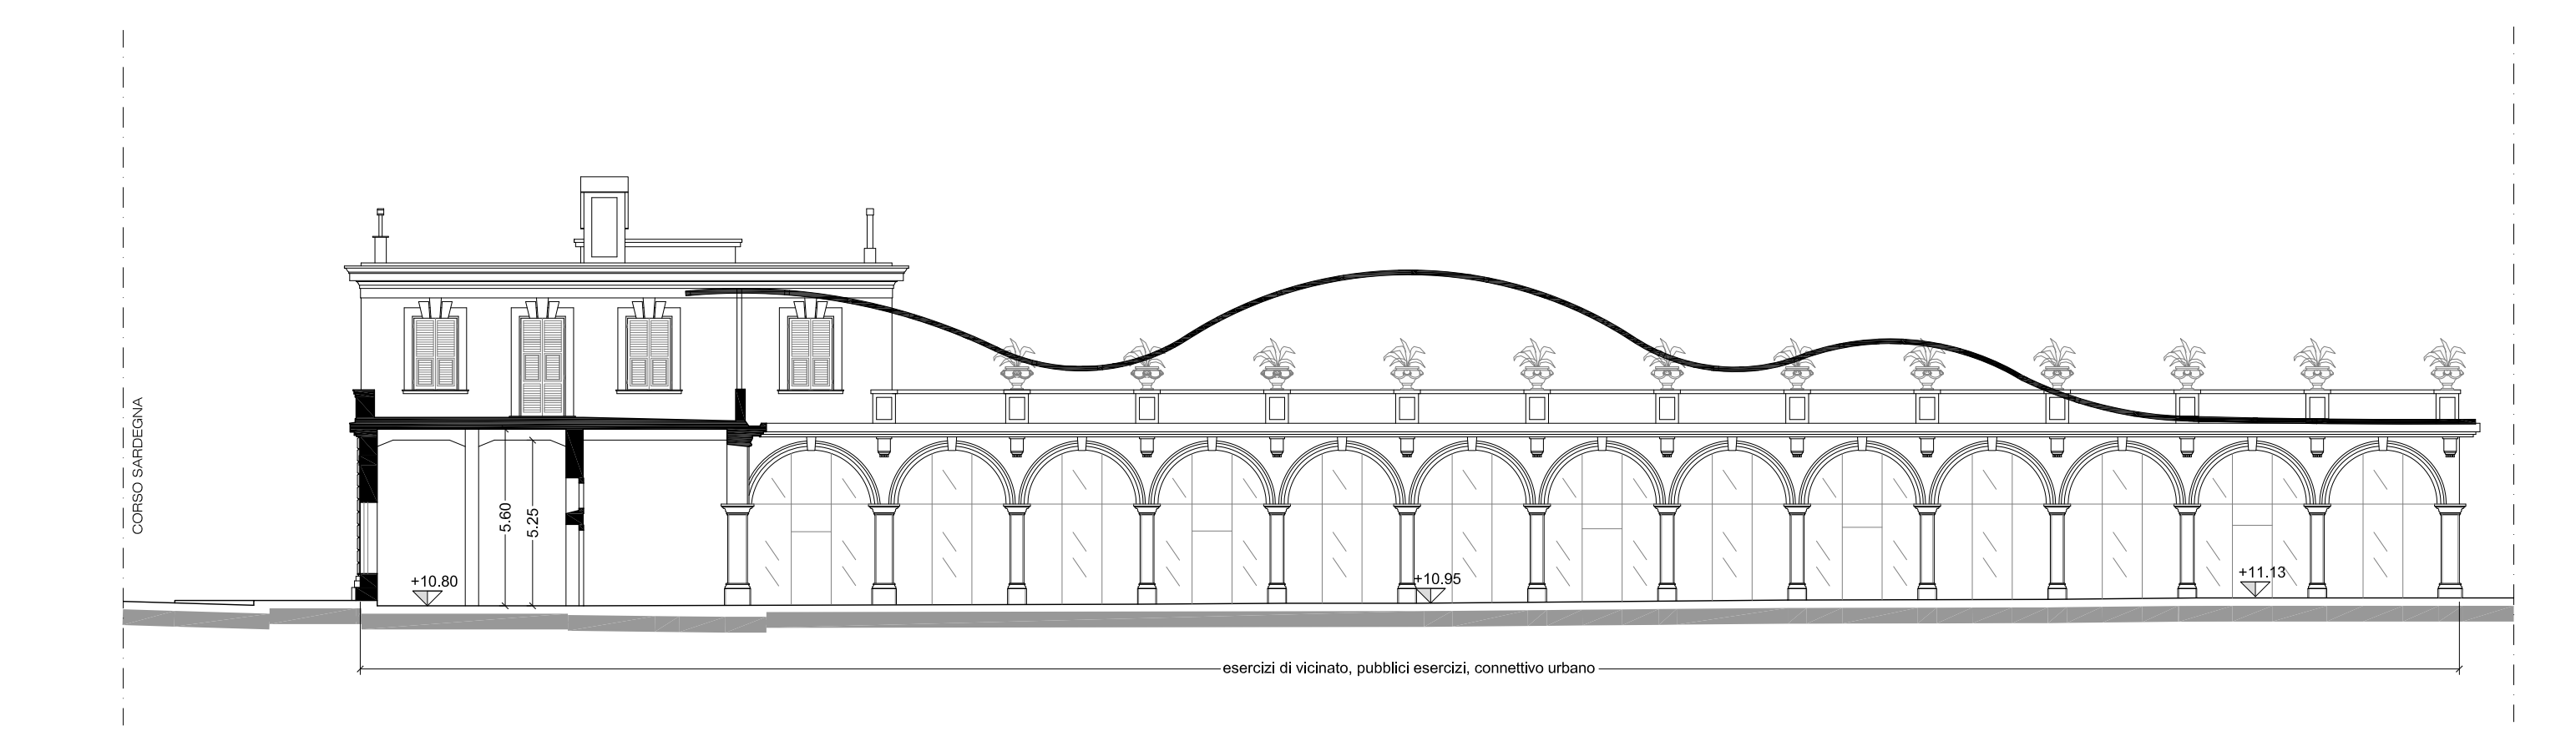 CORSO SARDEGNA
5.60
5.25
+10.80
+10.95
+11.13
esercizi di vicinato, pubblici esercizi, connettivo urbano